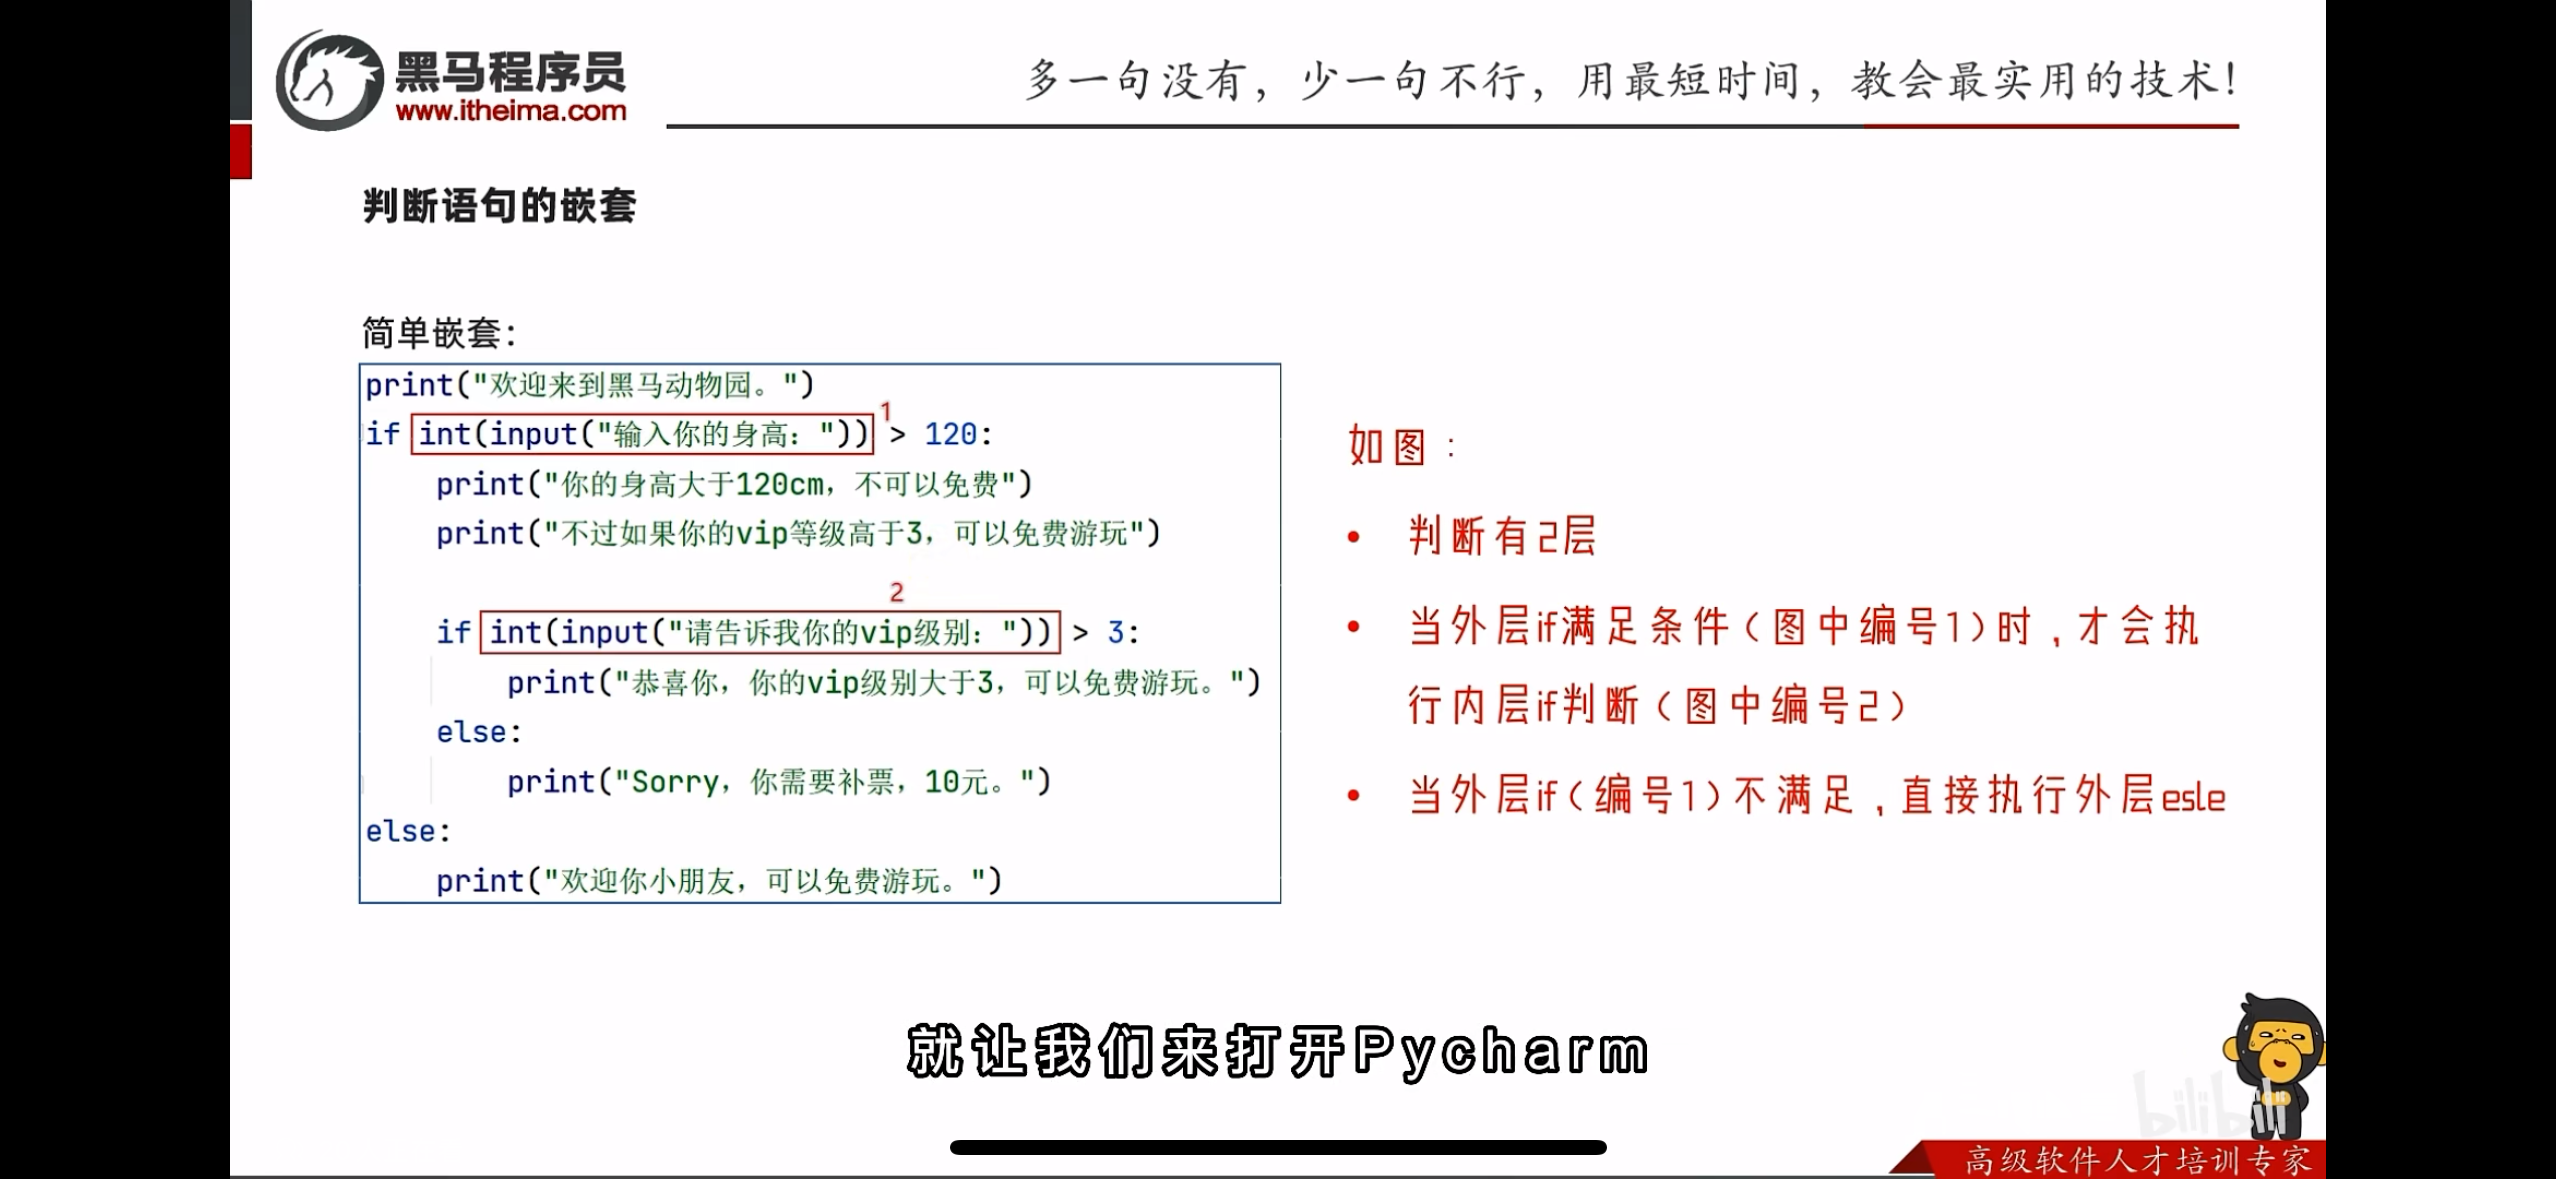 黑马程序员
www.itheima.com
多一句没有，少一句不行，用最短时间，教会最实用的技术！
判断语句的嵌套
简单嵌套：
print("欢迎来到黑马动物园。")
1
if int(input("输入你的身高：")) > 120:
print("你的身高大于120cm，不可以免费")
print("不过如果你的vip等级高于3，可以免费游玩")
2
if int(input("请告诉我你的vip级别：")) > 3:
print("恭喜你，你的vip级别大于3，可以免费游玩。")
else:
print("Sorry，你需要补票，10元。")
else:
print("欢迎你小朋友，可以免费游玩。")
如图：
• 判断有2层
• 当外层if满足条件（图中编号1）时，才会执
行内层if判断（图中编号2）
• 当外层if（编号1）不满足，直接执行外层esle
就让我们来打开Pycharm
bilibili
高级软件人才培训专家